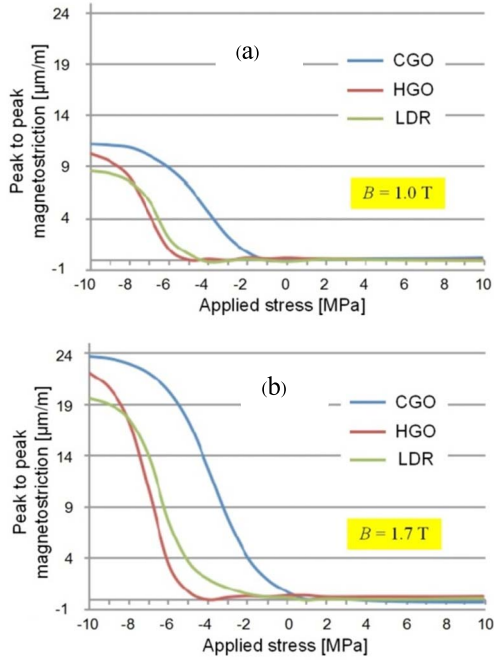 24
(a)
CGO
19
HGO
LDR
14
9
B = 1.0 T
4
-1
-10 -8 -6 -4 -2 0 2 4 6 8 10
Peak to peak
magnetostriction [µm/m]
Applied stress [MPa]
24
(b)
CGO
19
HGO
LDR
14
9
B = 1.7 T
4
-1
-10 -8 -6 -4 -2 0 2 4 6 8 10
Peak to peak
magnetostriction [µm/m]
Applied stress [MPa]